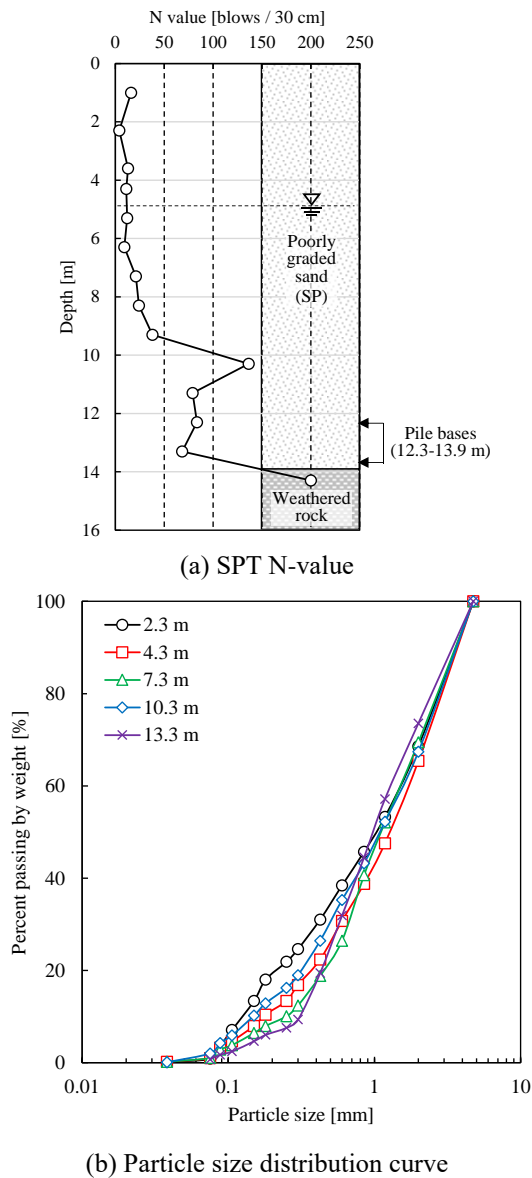 N value [blows / 30 cm]
0 50 100 150 200 250
0
2
4
6
8
10
12
14
16
Depth [m]
Poorly
graded
sand
(SP)
Pile bases
(12.3-13.9 m)
Weathered
rock
(a) SPT N-value
100
80
60
40
20
0
Percent passing by weight [%]
2.3 m
4.3 m
7.3 m
10.3 m
13.3 m
0.01 0.1 1 10
Particle size [mm]
(b) Particle size distribution curve